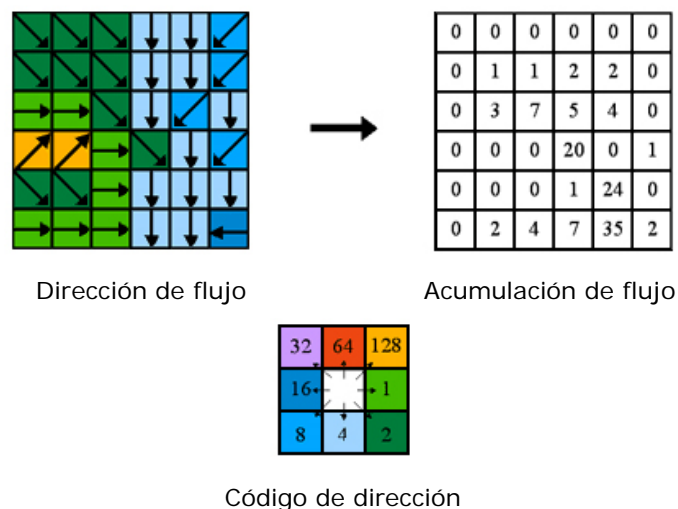 0 0 0 0 0 0
0 1 1 2 2 0
0 3 7 5 4 0
0 0 0 20 0 1
0 0 0 1 24 0
0 2 4 7 35 2
Dirección de flujo
Acumulación de flujo
32 64 128
16 1
8 4 2
Código de dirección